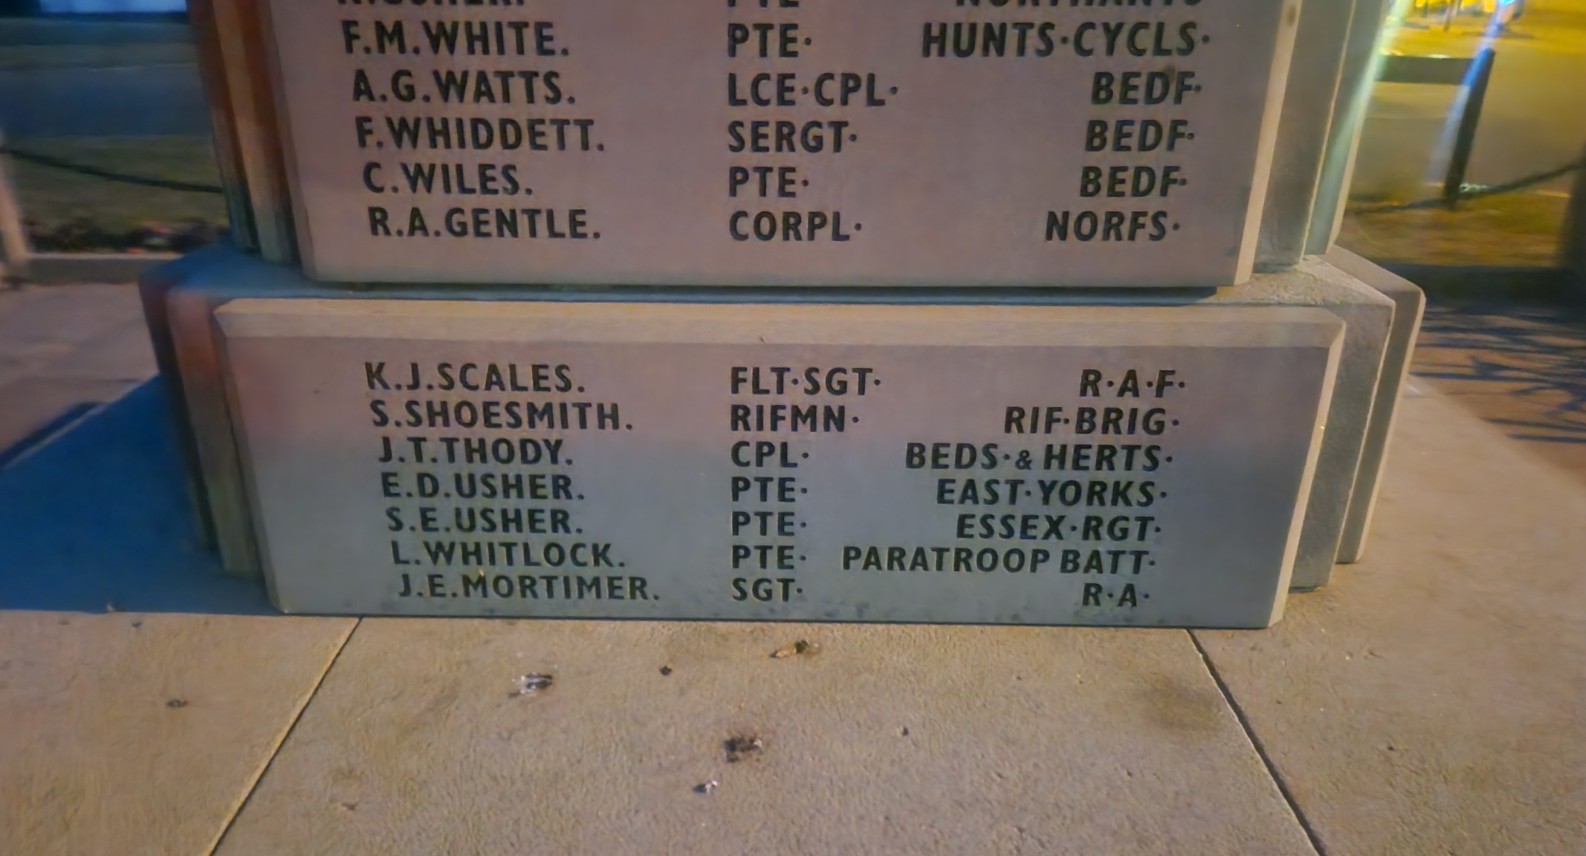 F.M.WHITE. PTE· HUNTS·CYCLS·
A.G.WATTS. LCE·CPL· BEDF·
F.WHIDDETT. SERGT· BEDF·
C.WILES. PTE· BEDF·
R.A.GENTLE. CORPL· NORFS·
K.J.SCALES. FLT·SGT· R·A·F·
S.SHOESMITH. RIFMN· RIF·BRIG·
J.T.THODY. CPL· BEDS·& HERTS·
E.D.USHER. PTE· EAST·YORKS·
S.E.USHER. PTE· ESSEX·RGT·
L.WHITLOCK. PTE· PARATROOP BATT·
J.E.MORTIMER. SGT· R·A·